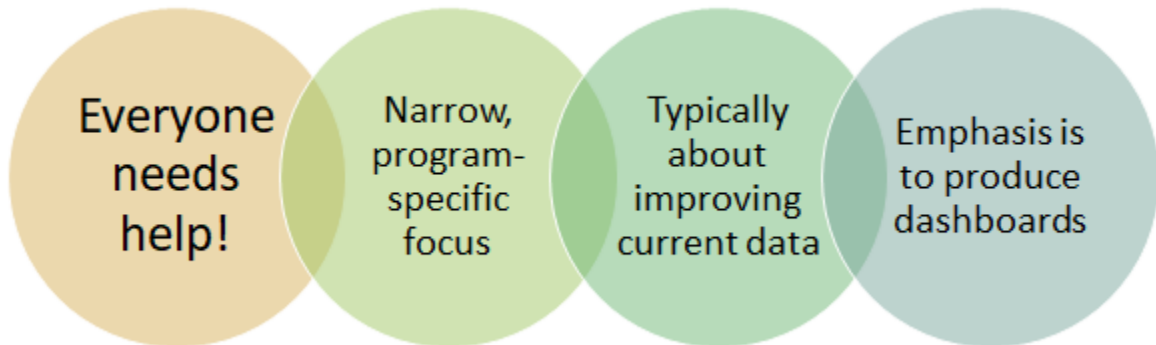 Everyone
needs
help!
Narrow,
program-
specific
focus
Typically
about
improving
current data
Emphasis is
to produce
dashboards